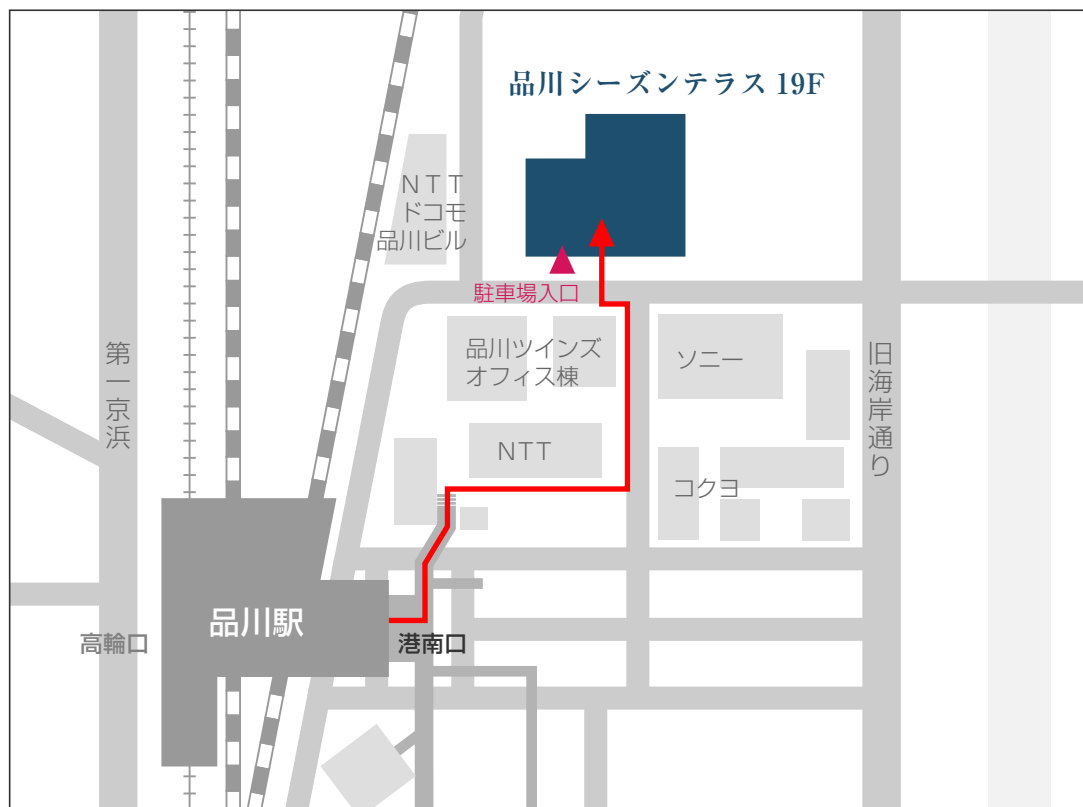 品川シーズンテラス 19F
ＮＴＴ
ドコモ
品川ビル
駐車場入口
品川ツインズ
オフィス棟
ソニー
第一京浜
旧海岸通り
NTT
コクヨ
品川駅
高輪口
港南口